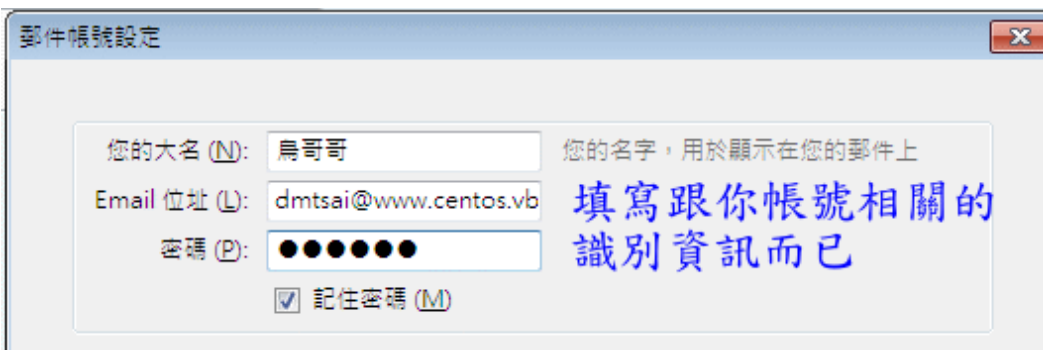 郵件帳號設定
您的大名 (N): 鳥哥哥 您的名字，用於顯示在您的郵件上
Email 位址 (L): dmtsai@www.centos.vb
填寫跟你帳號相關的
密碼 (P): ●●●●●●
識別資訊而已
記住密碼 (M)